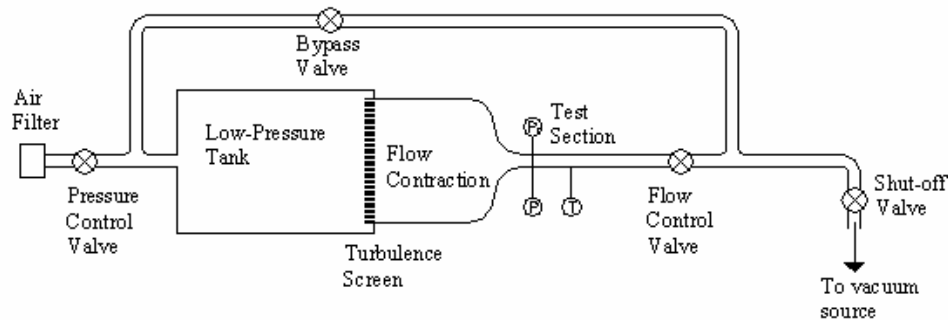 Bypass
Valve
Air
Filter
Low-Pressure
Tank
P
Test
Section
Flow
Contraction
Pressure
Control
Valve
P
T
Flow
Control
Valve
Shut-off
Valve
Turbulence
Screen
To vacuum
source